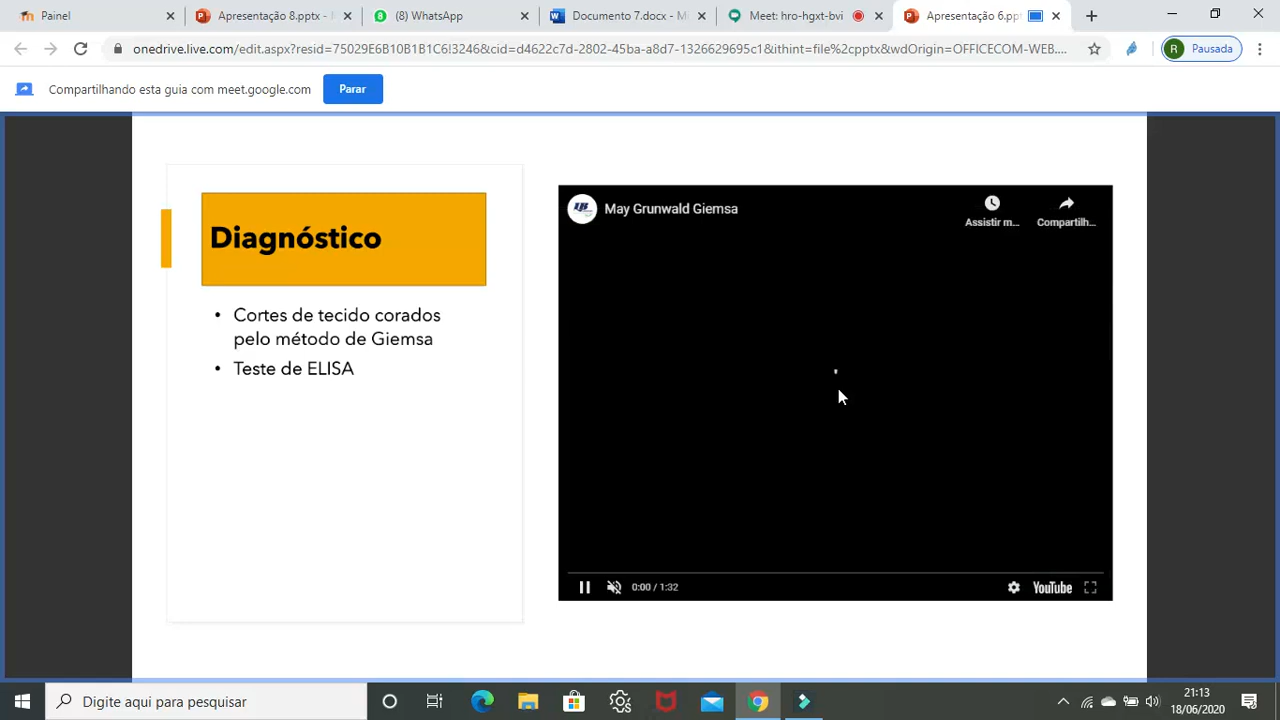 Painel
Apresentação 8.pptx -
(8) WhatsApp
Documento 7.docx - M
Meet: hro-hgxt-bvi
Apresentação 6.ppt
onedrive.live.com/edit.aspx?resid=75029E6B10B1B1C6!3246&cid=d4622c7d-2802-45ba-a8d7-1326629695c1&ithint=file%2cpptx&wdOrigin=OFFICECOM-WEB....
R
Pausada
Compartilhando esta guia com meet.google.com
Parar
Diagnóstico
• Cortes de tecido corados
pelo método de Giemsa
• Teste de ELISA
May Grunwald Giemsa
Assistir m...
Compartilh...
0:00 / 1:32
YouTube
Digite aqui para pesquisar
21:13
18/06/2020